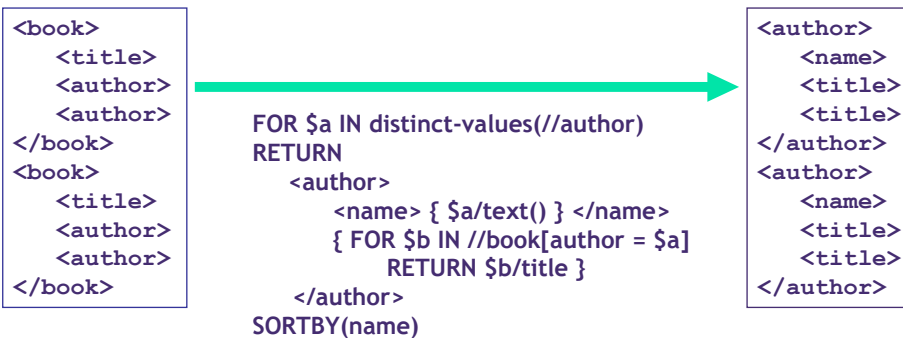 <book>
<title>
<author>
<author>
</book>
<book>
<title>
<author>
<author>
</book>
FOR $a IN distinct-values(//author)
RETURN
<author>
<name> { $a/text() } </name>
{ FOR $b IN //book[author = $a]
RETURN $b/title }
</author>
SORTBY(name)
<author>
<name>
<title>
<title>
</author>
<author>
<name>
<title>
<title>
</author>